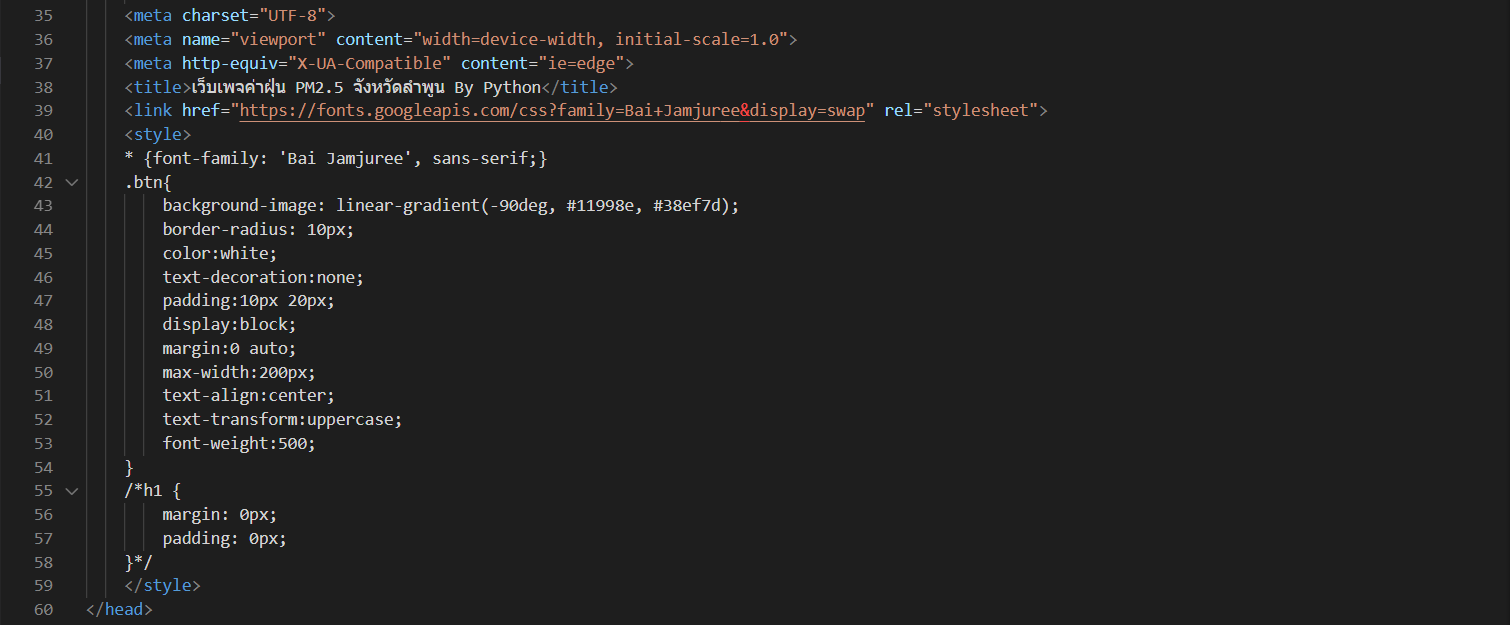 35 <meta charset="UTF-8">
36 <meta name="viewport" content="width=device-width, initial-scale=1.0">
37 <meta http-equiv="X-UA-Compatible" content="ie=edge">
38 <title>เว็บเพจค่าฝุ่น PM2.5 จังหวัดลำพูน By Python</title>
39 <link href="https://fonts.googleapis.com/css?family=Bai+Jamjuree&display=swap" rel="stylesheet">
40 <style>
41 * {font-family: 'Bai Jamjuree', sans-serif;}
42 .btn{
43 background-image: linear-gradient(-90deg, #11998e, #38ef7d);
44 border-radius: 10px;
45 color:white;
46 text-decoration:none;
47 padding:10px 20px;
48 display:block;
49 margin:0 auto;
50 max-width:200px;
51 text-align:center;
52 text-transform:uppercase;
53 font-weight:500;
54 }
55 /*h1 {
56 margin: 0px;
57 padding: 0px;
58 }*/
59 </style>
60 </head>